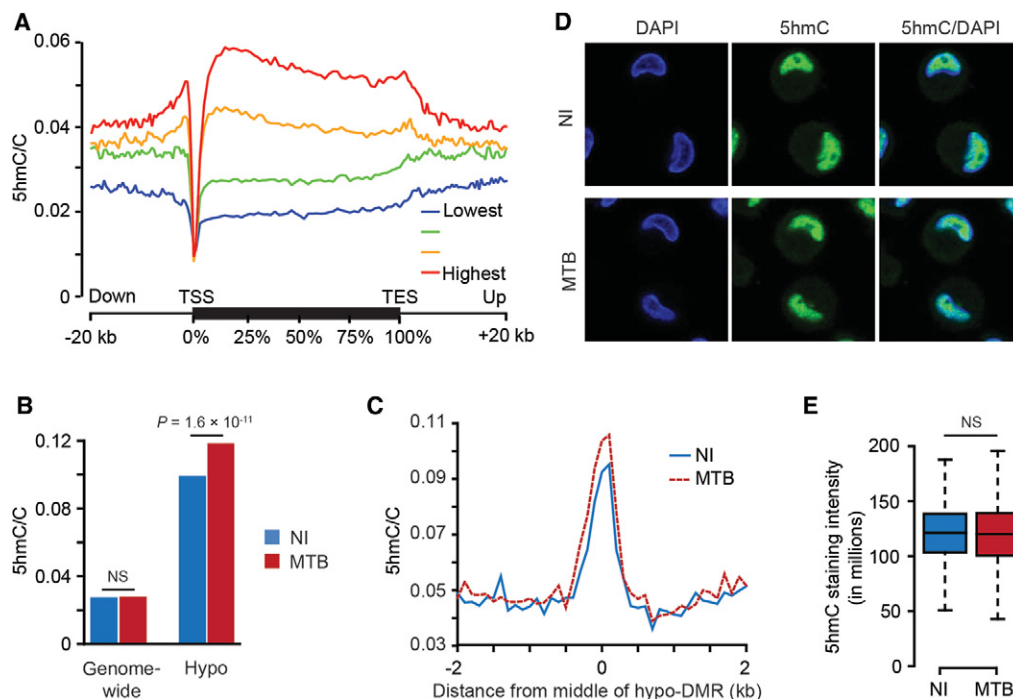 A
0.06
0.04
0.02
0
5hmC/C
Lowest
Highest
Down
TSS
TES
Up
-20 kb
0%
25%
50%
75%
100%
+20 kb
D
DAPI
5hmC
5hmC/DAPI
NI
MTB
B
P = 1.6 × 10-11
0.12
0.08
0.04
0
5hmC/C
NS
NI
MTB
Genome-
wide
Hypo
C
0.11
0.09
0.07
0.05
0.03
5hmC/C
NI
MTB
-2
0
2
Distance from middle of hypo-DMR (kb)
E
NS
200
150
100
50
0
5hmC staining intensity
(in millions)
NI
MTB